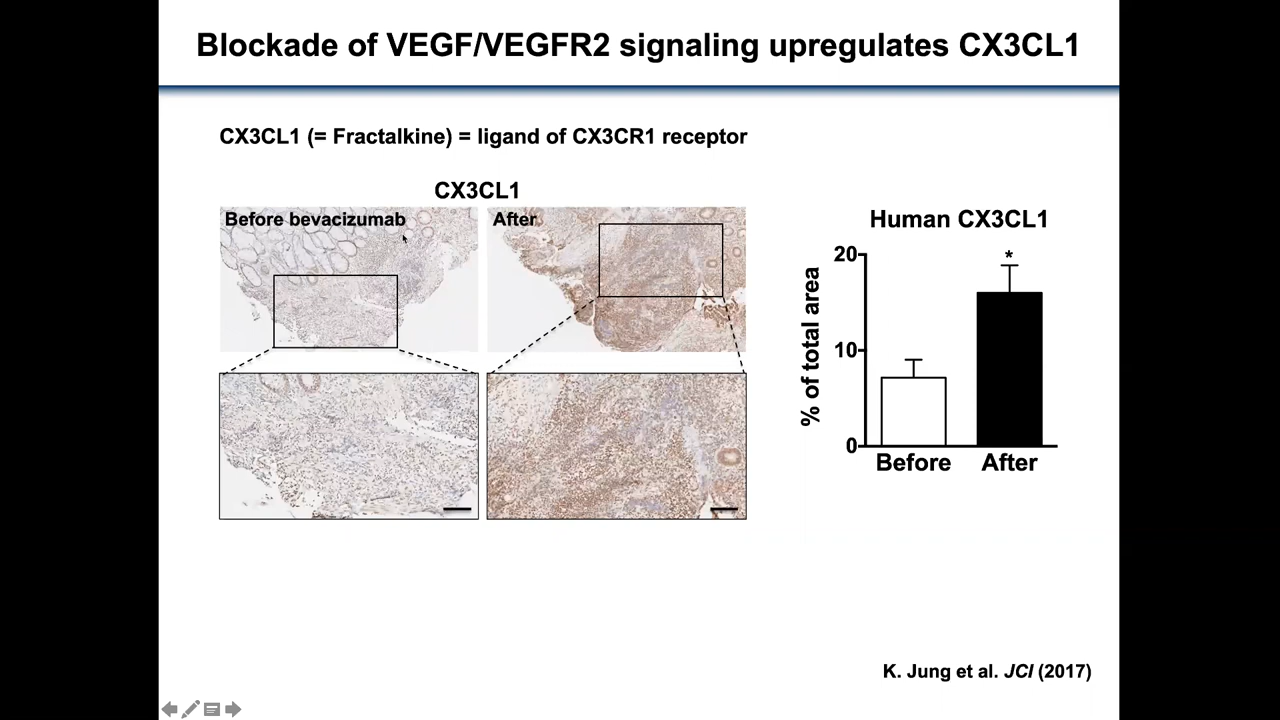 Blockade of VEGF/VEGFR2 signaling upregulates CX3CL1
CX3CL1 (= Fractalkine) = ligand of CX3CR1 receptor
CX3CL1
Before bevacizumab
After
Human CX3CL1
% of total area
20
10
0
*
Before
After
K. Jung et al. JCI (2017)